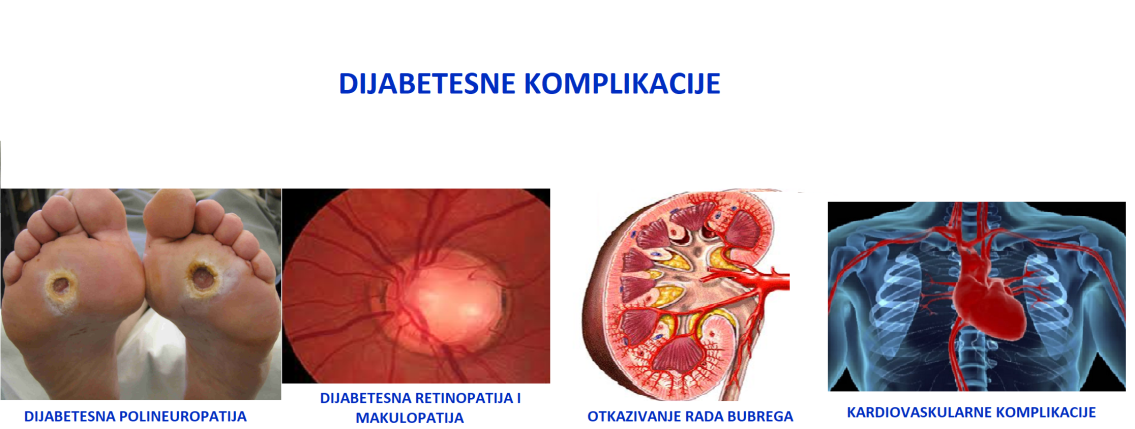 DIJABETESNE KOMPLIKACIJE
DIJABETESNA POLINEUROPATIJA
DIJABETESNA RETINOPATIJA I
MAKULOPATIJA
OTKAZIVANJE RADA BUBREGA
KARDIOVASKULARNE KOMPLIKACIJE